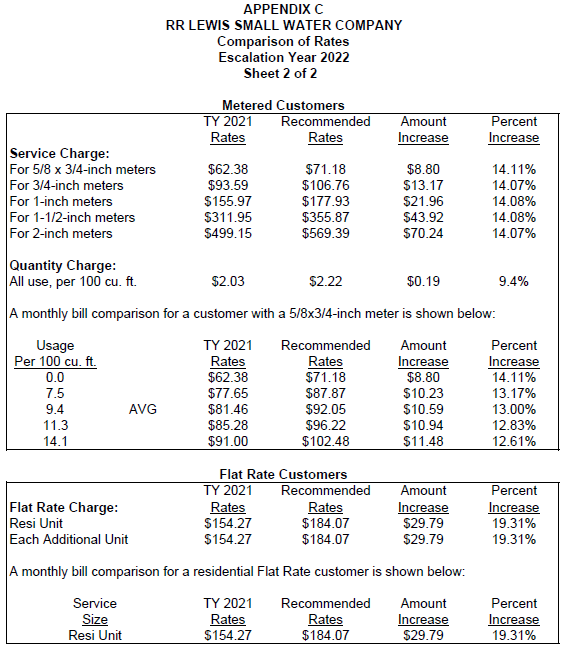 APPENDIX C
RR LEWIS SMALL WATER COMPANY
Comparison of Rates
Escalation Year 2022
Sheet 2 of 2
Metered Customers
TY 2021 Recommended Amount Percent
Rates Rates Increase Increase
Service Charge:
For 5/8 x 3/4-inch meters $62.38 $71.18 $8.80 14.11%
For 3/4-inch meters $93.59 $106.76 $13.17 14.07%
For 1-inch meters $155.97 $177.93 $21.96 14.08%
For 1-1/2-inch meters $311.95 $355.87 $43.92 14.08%
For 2-inch meters $499.15 $569.39 $70.24 14.07%
Quantity Charge:
All use, per 100 cu. ft. $2.03 $2.22 $0.19 9.4%
A monthly bill comparison for a customer with a 5/8x3/4-inch meter is shown below:
Usage TY 2021 Recommended Amount Percent
Per 100 cu. ft. Rates Rates Increase Increase
0.0 $62.38 $71.18 $8.80 14.11%
7.5 $77.65 $87.87 $10.23 13.17%
9.4 AVG $81.46 $92.05 $10.59 13.00%
11.3 $85.28 $96.22 $10.94 12.83%
14.1 $91.00 $102.48 $11.48 12.61%
Flat Rate Customers
TY 2021 Recommended Amount Percent
Flat Rate Charge: Rates Rates Increase Increase
Resi Unit $154.27 $184.07 $29.79 19.31%
Each Additional Unit $154.27 $184.07 $29.79 19.31%
A monthly bill comparison for a residential Flat Rate customer is shown below:
Service TY 2021 Recommended Amount Percent
Size Rates Rates Increase Increase
Resi Unit $154.27 $184.07 $29.79 19.31%